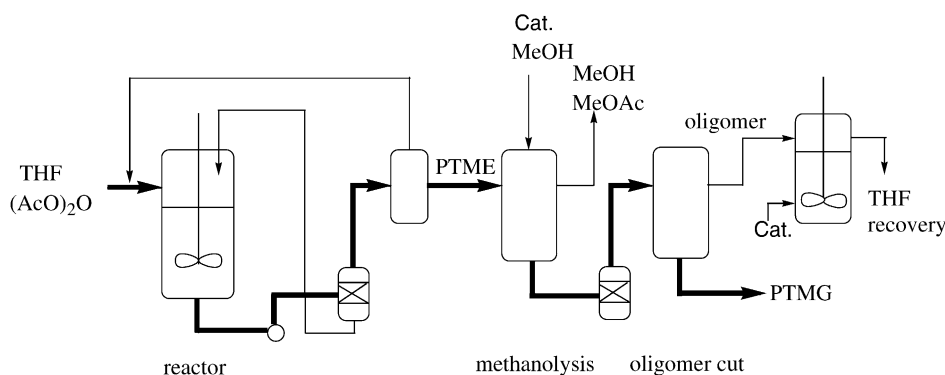 Cat.
MeOH
MeOH
MeOAc
oligomer
THF
(AcO)2O
PTME
Cat.
THF
recovery
PTMG
reactor
methanolysis
oligomer cut